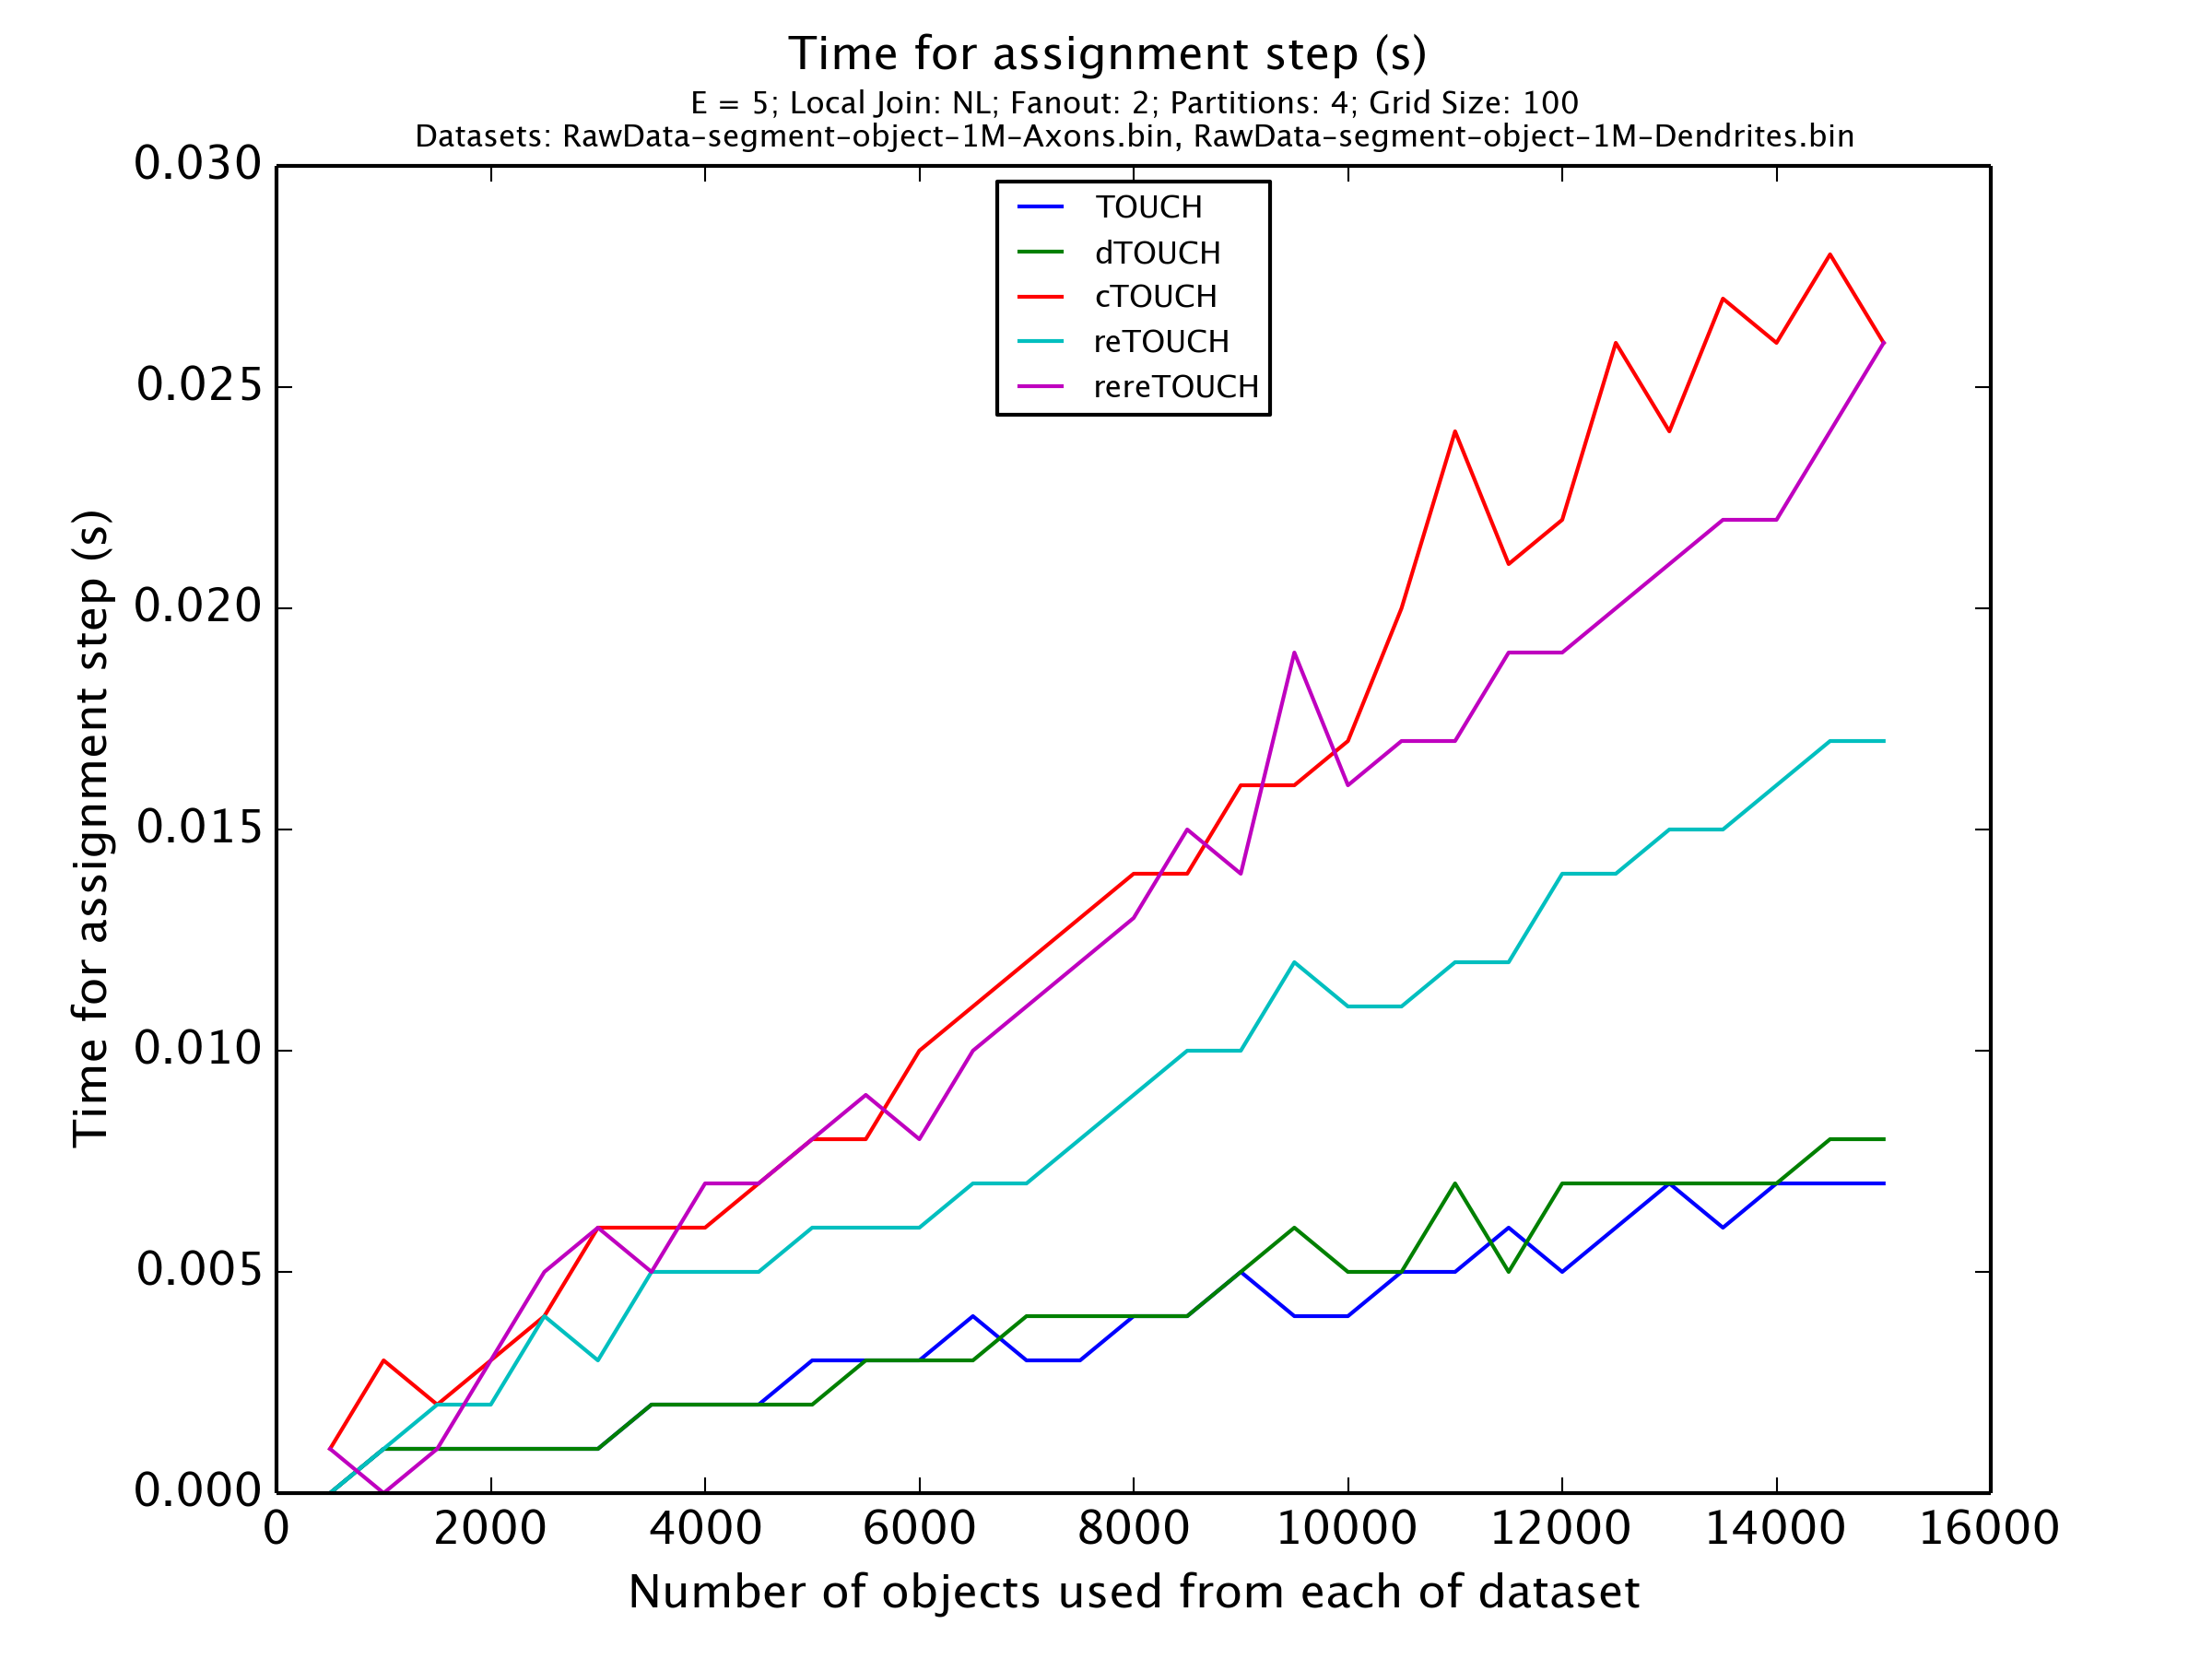 Time for assignment step (s)
E = 5; Local Join: NL; Fanout: 2; Partitions: 4; Grid Size: 100
Datasets: RawData-segment-object-1M-Axons.bin, RawData-segment-object-1M-Dendrites.bin
TOUCH
dTOUCH
cTOUCH
reTOUCH
rereTOUCH
Time for assignment step (s)
0.030
0.025
0.020
0.015
0.010
0.005
0.000
0 2000 4000 6000 8000 10000 12000 14000 16000
Number of objects used from each of dataset